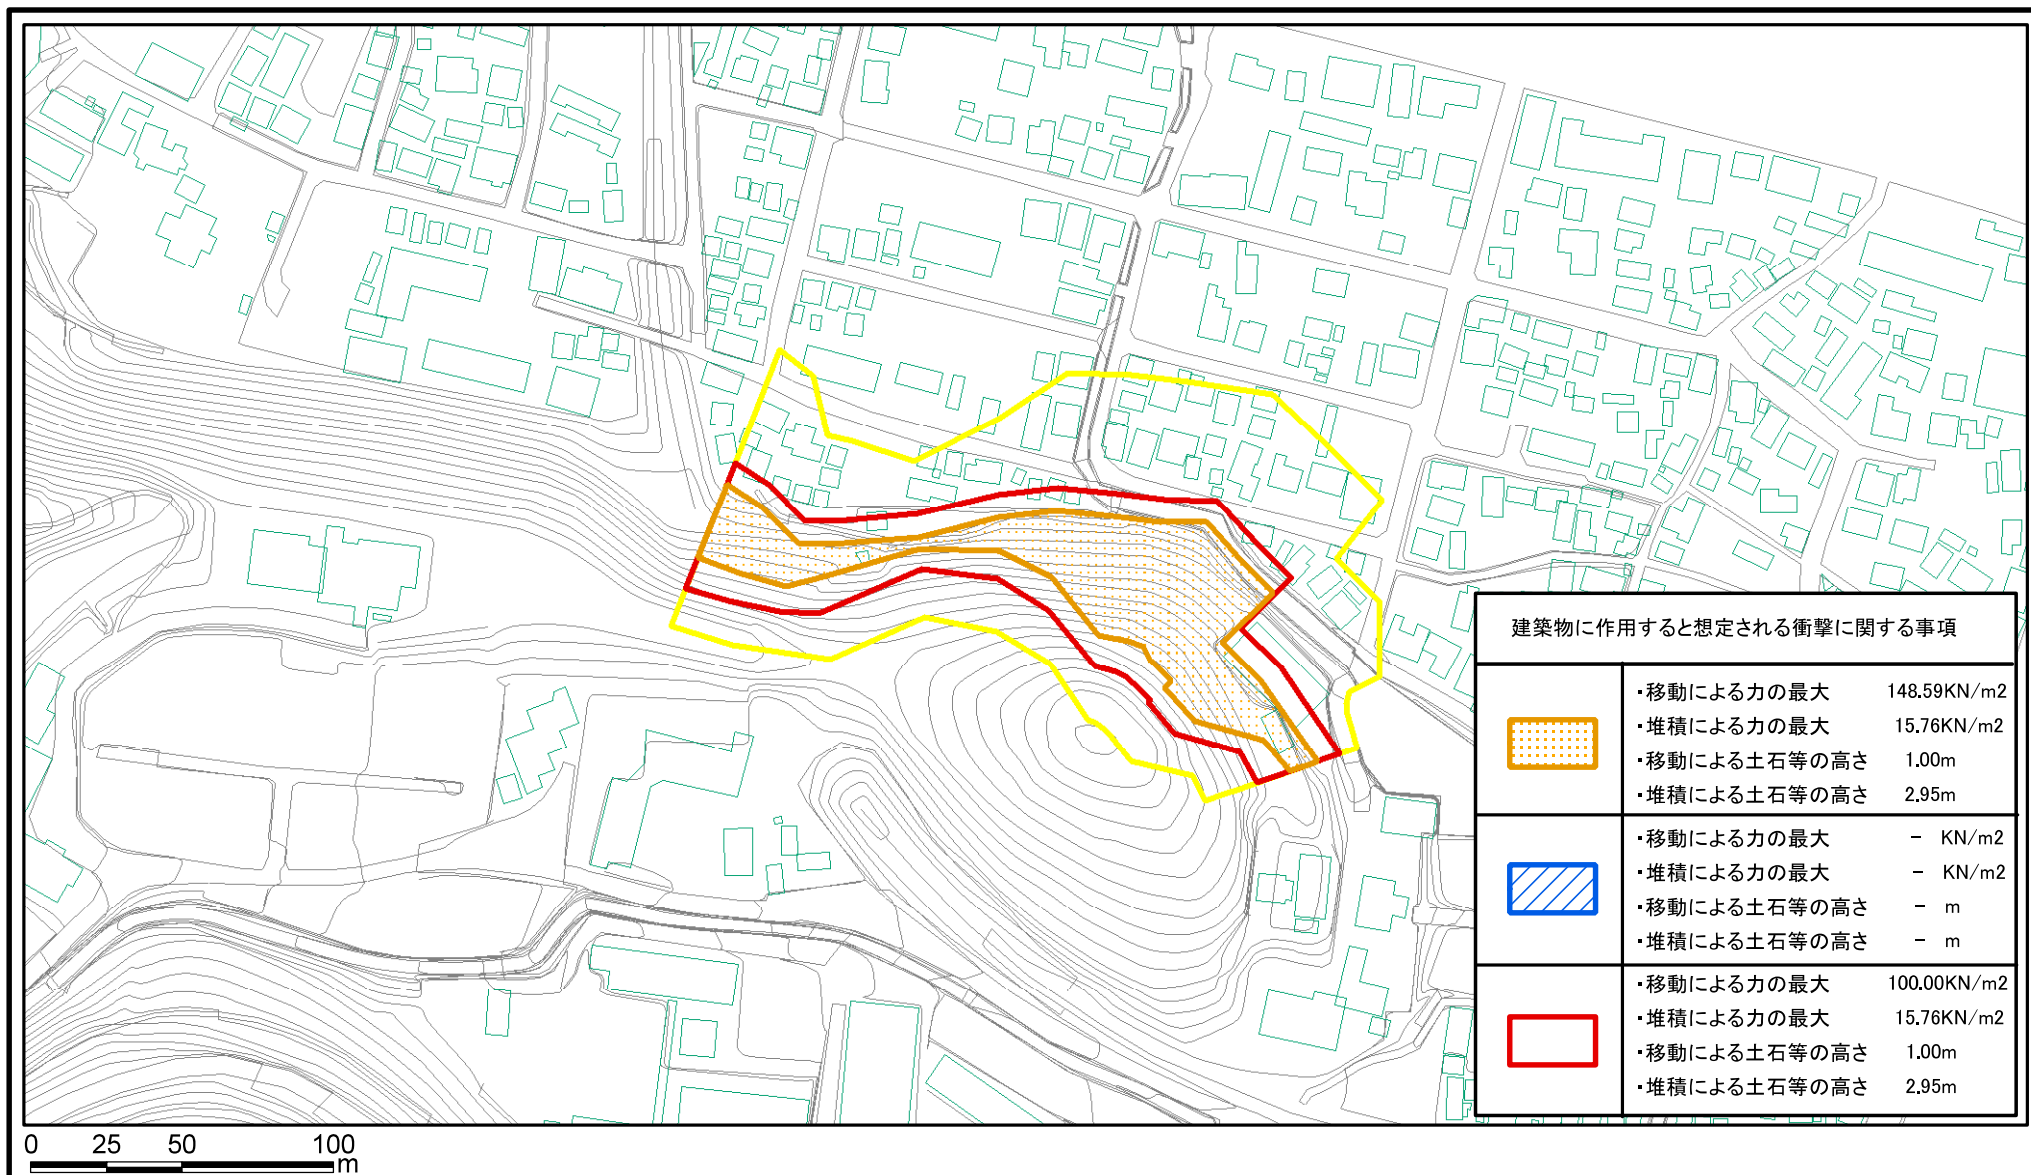 建築物に作用すると想定される衝撃に関する事項
・移動による力の最大 148.59KN/m2
・堆積による力の最大 15.76KN/m2
・移動による土石等の高さ 1.00m
・堆積による土石等の高さ 2.95m
・移動による力の最大 － KN/m2
・堆積による力の最大 － KN/m2
・移動による土石等の高さ － m
・堆積による土石等の高さ － m
・移動による力の最大 100.00KN/m2
・堆積による力の最大 15.76KN/m2
・移動による土石等の高さ 1.00m
・堆積による土石等の高さ 2.95m
0 25 50 100
m